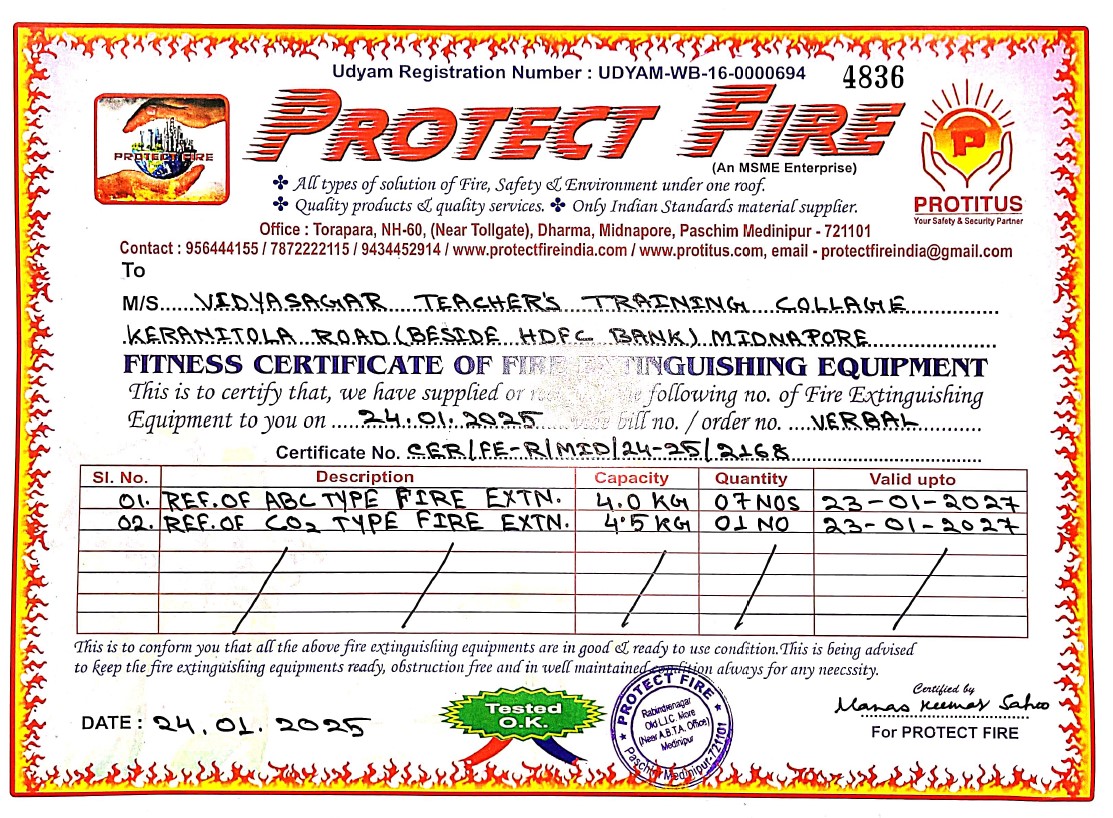 Udyam Registration Number : UDYAM-WB-16-0000694 4836
PROTECT FIRE
PROTECT FIRE
(An MSME Enterprise)
P
PROTITUS
Your Safety & Security Partner
✤ All types of solution of Fire, Safety & Environment under one roof.
✤ Quality products & quality services. ✤ Only Indian Standards material supplier.
Office : Torapara, NH-60, (Near Tollgate), Dharma, Midnapore, Paschim Medinipur - 721101
Contact : 956444155 / 7872222115 / 9434452914 / www.protectfireindia.com / www.protitus.com, email - protectfireindia@gmail.com
To
M/S..... VIDYASAGAR TEACHER'S TRAINING COLLAGE
KERANITOLA ROAD (BESIDE HDFC BANK) MIDNAPORE
FITNESS CERTIFICATE OF FIRE EXTINGUISHING EQUIPMENT
This is to certify that, we have supplied or the following no. of Fire Extinguishing
Equipment to you on ..... 24.01.2025 bill no. / order no. .... VERBAL
Certificate No. CER/FE-R/MID/24-25/2168
Sl. No. Description Capacity Quantity Valid upto
01. REF. OF ABC TYPE FIRE EXTN. 4.0 KG 07 NOS 23-01-2027
02. REF. OF CO2 TYPE FIRE EXTN. 4.5 KG 01 NO 23-01-2027
This is to conform you that all the above fire extinguishing equipments are in good & ready to use condition.This is being advised
to keep the fire extinguishing equipments ready, obstruction free and in well maintained condition always for any necssity.
DATE : 24.01.2025
Tested
O.K.
PROTECT FIRE
Rabindranagar
Old L.I.C. More
(Near A.B.T.A. Office)
Medinipur
Paschim Medinipur-721101
Certified by
Manas Kumar Sahoo
For PROTECT FIRE